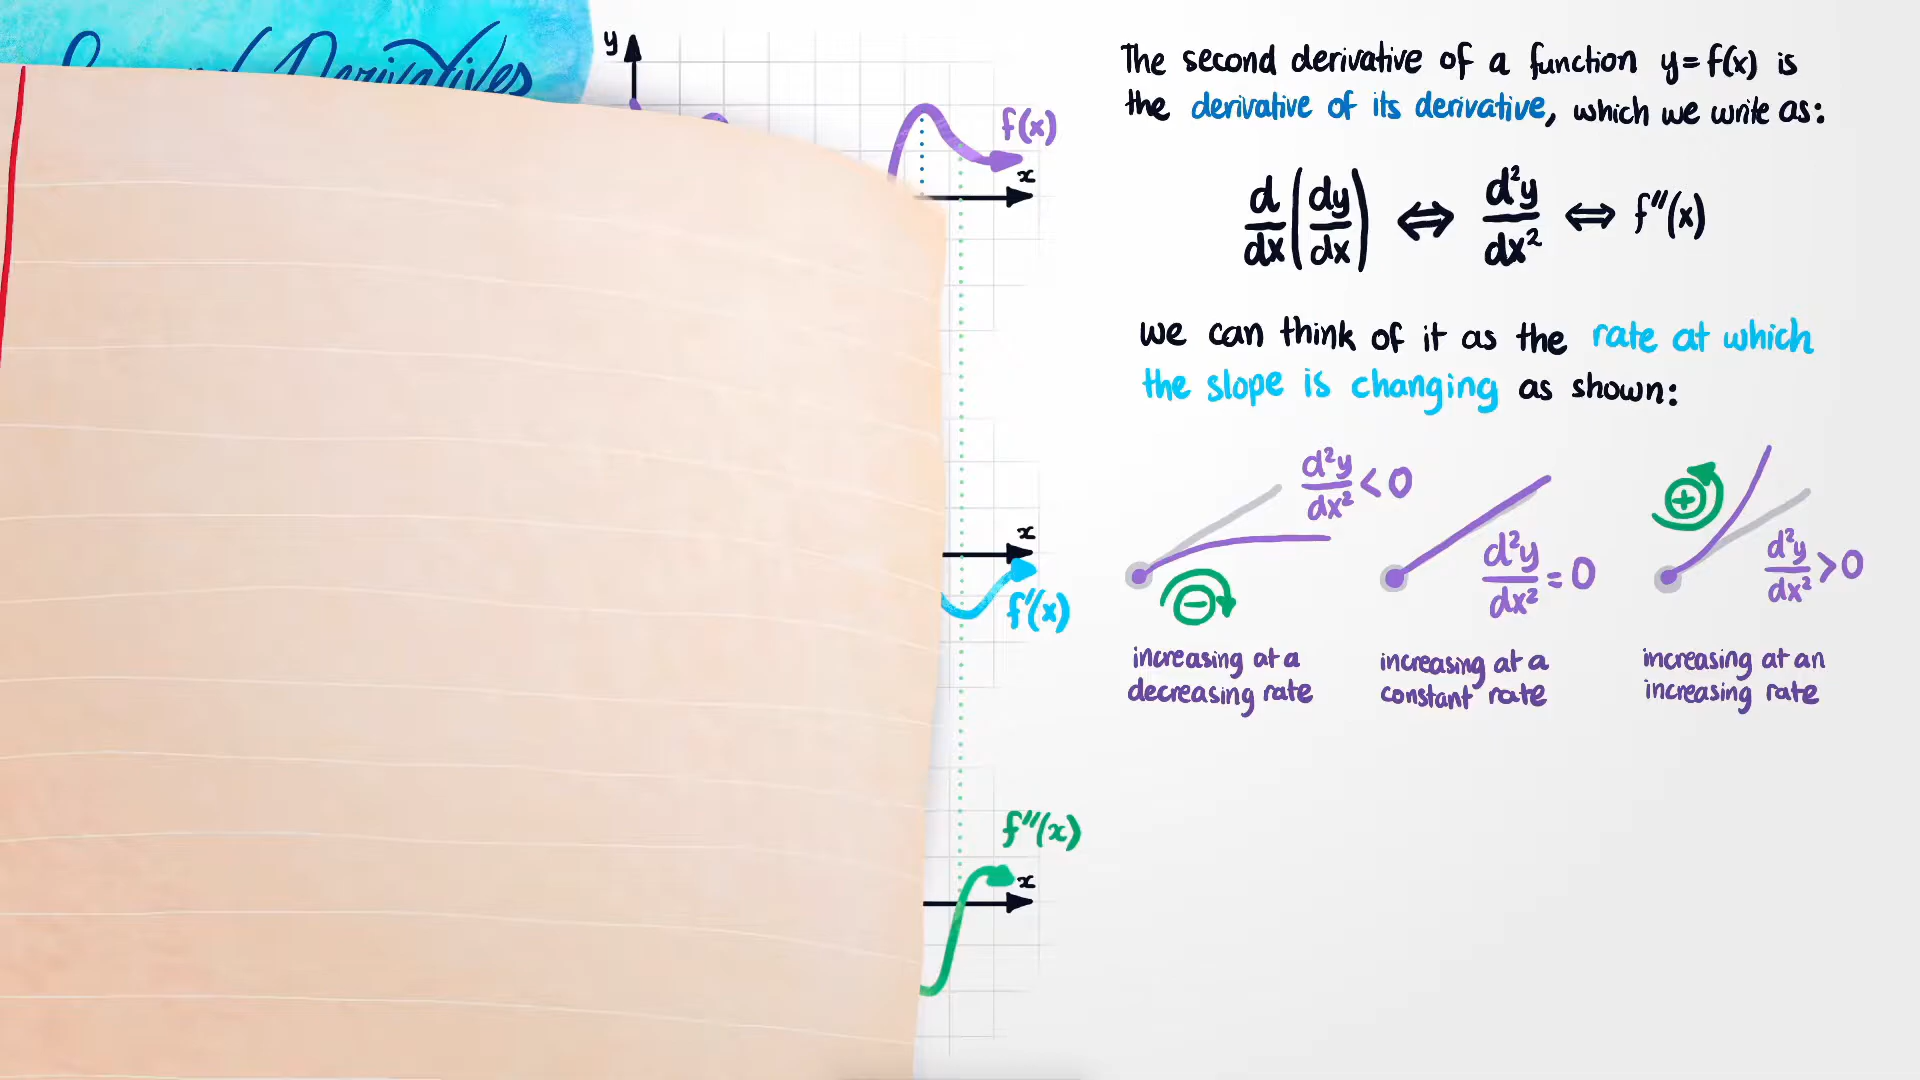 Derivatives
y
f(x)
x
x
f'(x)
f''(x)
x
The second derivative of a function y=f(x) is
the derivative of its derivative, which we write as:
d/dx(dy/dx) ⇔ d²y/dx² ⇔ f''(x)
we can think of it as the rate at which
the slope is changing as shown:
d²y/dx² < 0
d²y/dx² = 0
+
d²y/dx² > 0
−
increasing at a
decreasing rate
increasing at a
constant rate
increasing at an
increasing rate